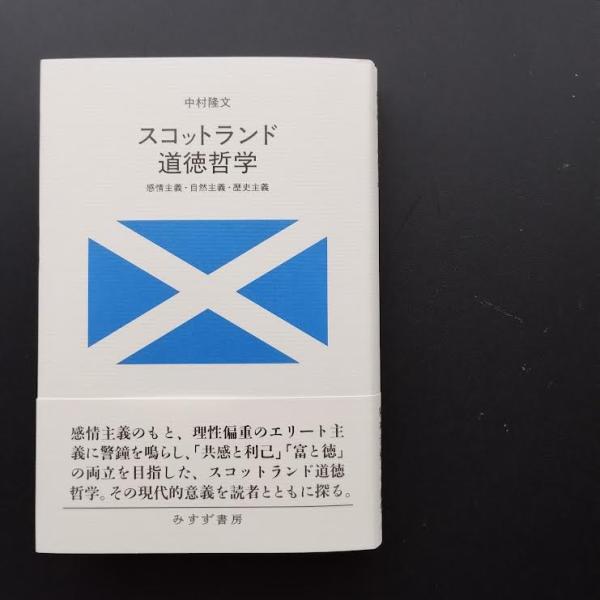 中村隆文
スコットランド
道徳哲学
感情主義・自然主義・歴史主義
感情主義のもと、理性偏重のエリート主
義に警鐘を鳴らし、「共感と利己」「富と徳」
の両立を目指した、スコットランド道徳
哲学。その現代的意義を読者とともに探る。
みすず書房